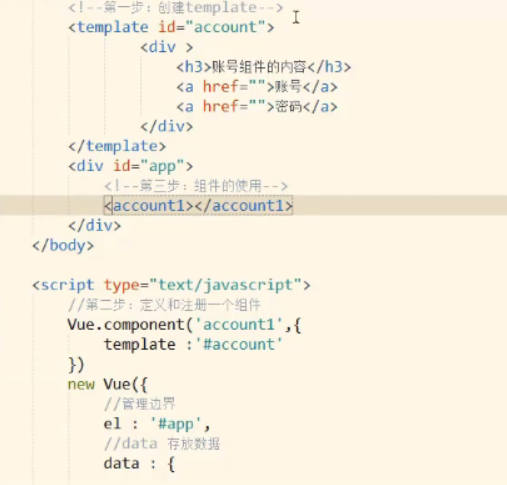 <!--第一步：创建template-->
<template id="account">
<div >
<h3>账号组件的内容</h3>
<a href="">账号</a>
<a href="">密码</a>
</div>
</template>
<div id="app">
<!--第三步：组件的使用-->
<account1></account1>
</div>
</body>
<script type="text/javascript">
//第二步：定义和注册一个组件
Vue.component('account1',{
template :'#account'
})
new Vue({
//管理边界
el : '#app',
//data 存放数据
data : {